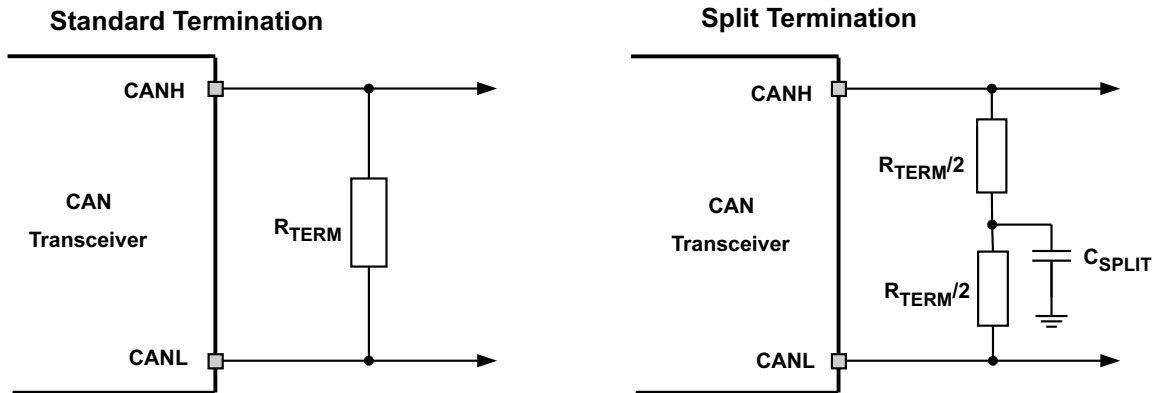 Standard Termination
CANH
CAN
Transceiver
RTERM
CANL
Split Termination
CANH
RTERM/2
CAN
Transceiver
CSPLIT
RTERM/2
CANL